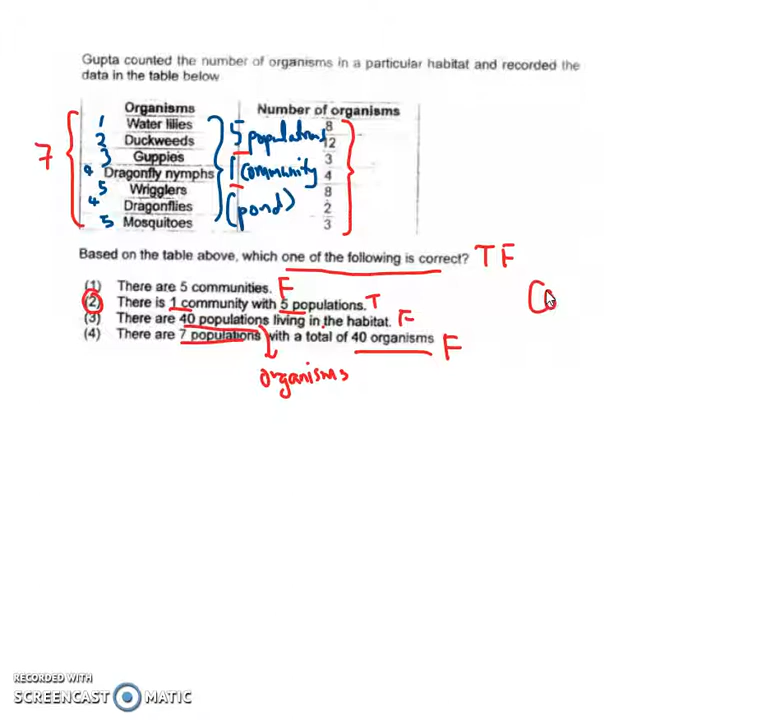 Gupta counted the number of organisms in a particular habitat and recorded the
data in the table below
Organisms Number of organisms
1 Water lilies 8
2 Duckweeds 12
3 Guppies 3
4 Dragonfly nymphs 4
5 Wrigglers 8
4 Dragonflies 2
5 Mosquitoes 3
7
5 populations
1 community
(pond)
Based on the table above, which one of the following is correct? T F
(1) There are 5 communities. F
(2) There is 1 community with 5 populations. T
(3) There are 40 populations living in the habitat. F
(4) There are 7 populations with a total of 40 organisms F
organisms
Co
RECORDED WITH
SCREENCAST MATIC